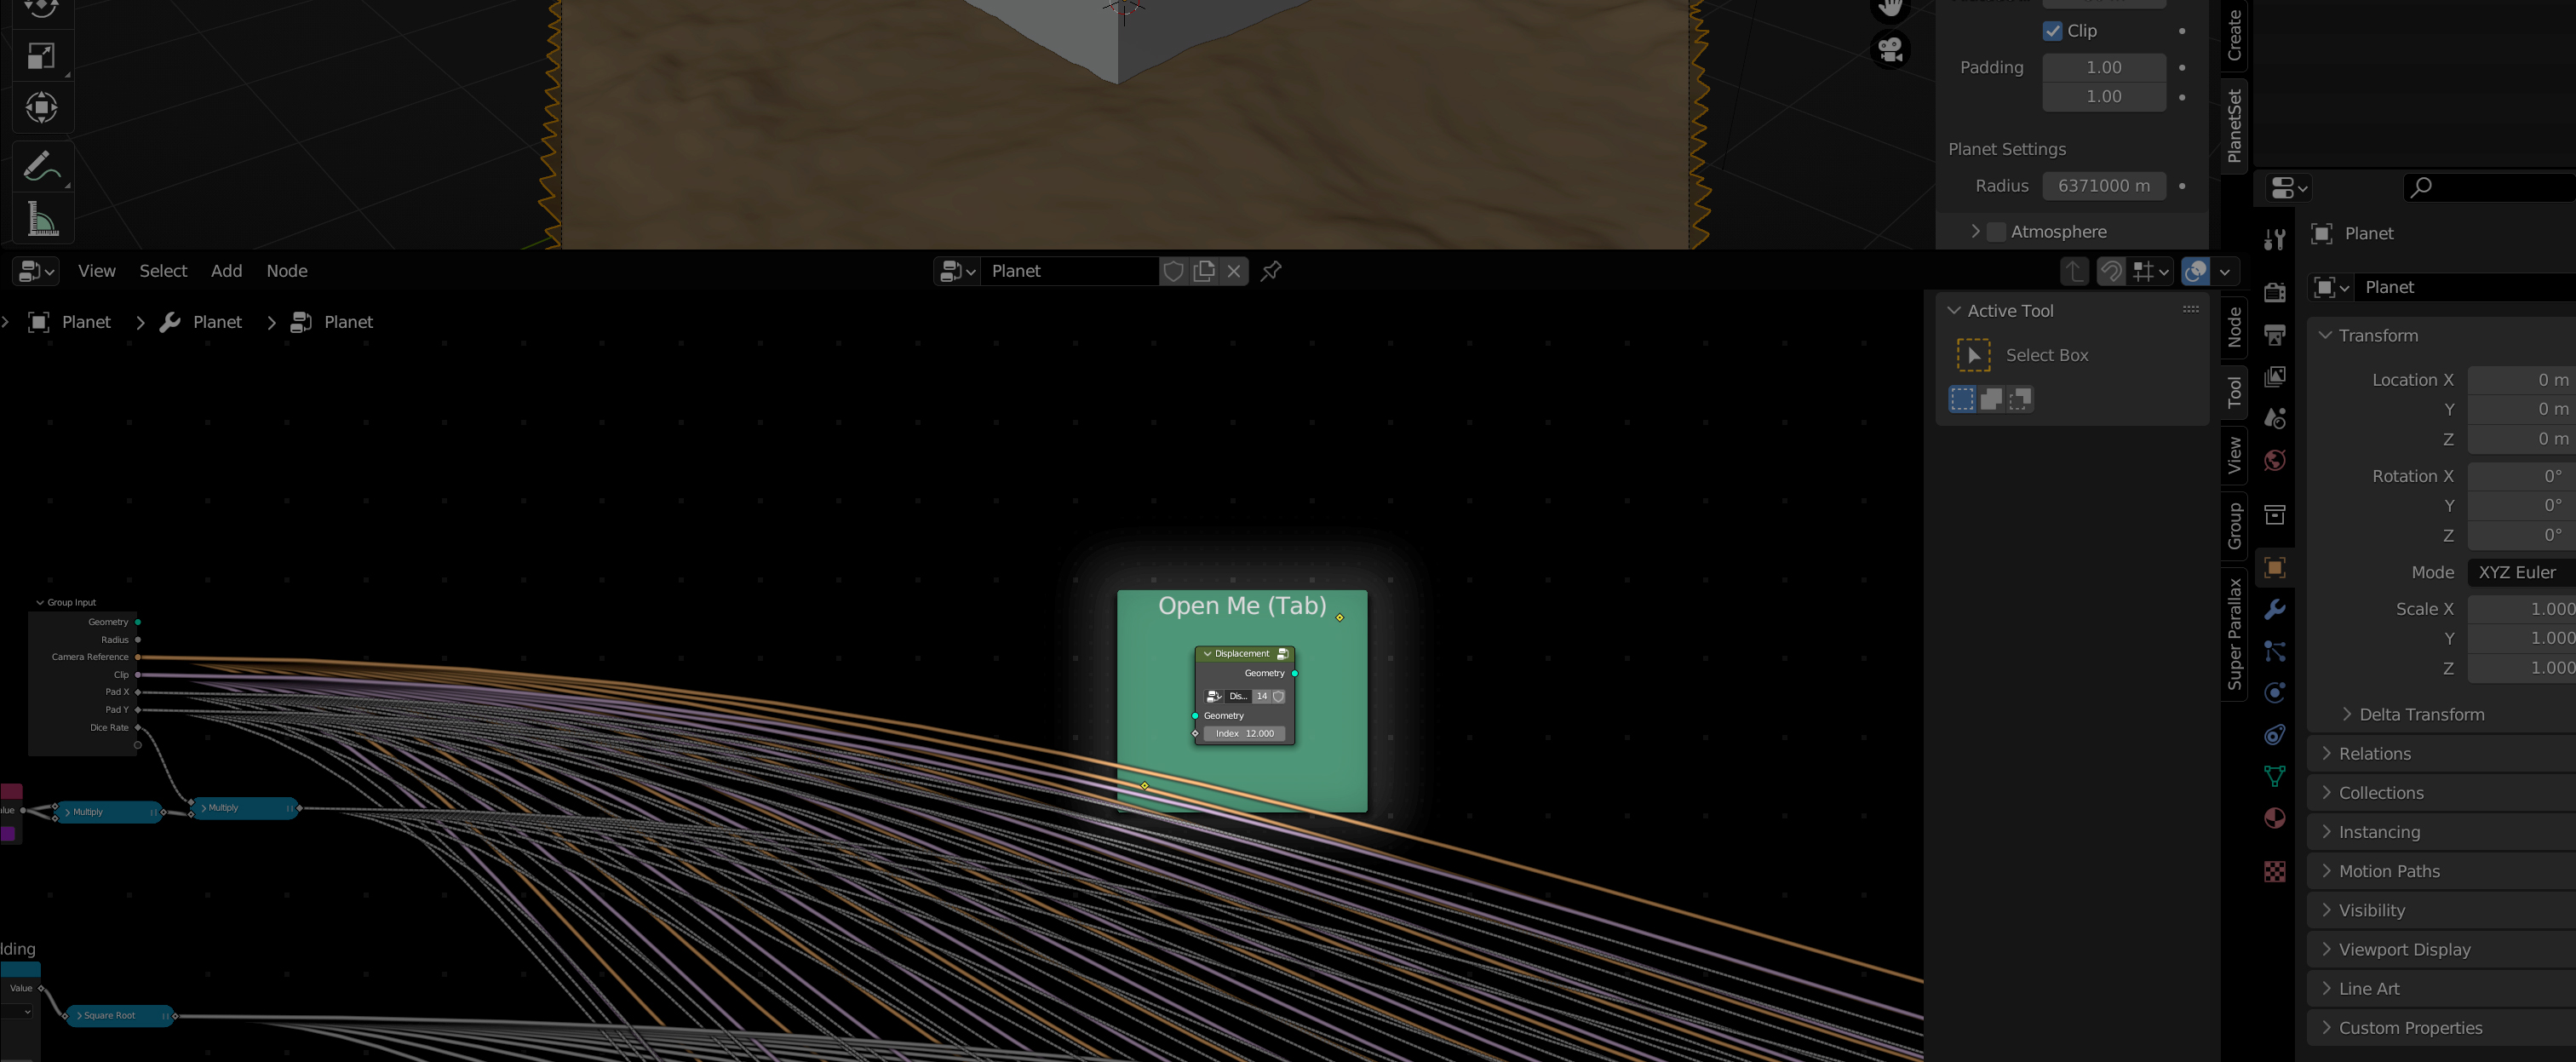 Clip
Padding
1.00
1.00
Planet Settings
Radius
6371000 m
Atmosphere
Create
PlanetSet
View
Select
Add
Node
Planet
Planet
Planet
Planet
Active Tool
Select Box
Node
Tool
View
Group
Super Parallax
Planet
Planet
Transform
Location X
0 m
Y
0 m
Z
0 m
Rotation X
0°
Y
0°
Z
0°
Mode
XYZ Euler
Scale X
1.000
Y
1.000
Z
1.000
Delta Transform
Relations
Collections
Instancing
Motion Paths
Visibility
Viewport Display
Line Art
Custom Properties
Group Input
Geometry
Radius
Camera Reference
Clip
Pad X
Pad Y
Dice Rate
Multiply
Multiply
lue
lding
Value
Square Root
Open Me (Tab)
Displacement
Geometry
Dis...
14
Geometry
Index 12.000